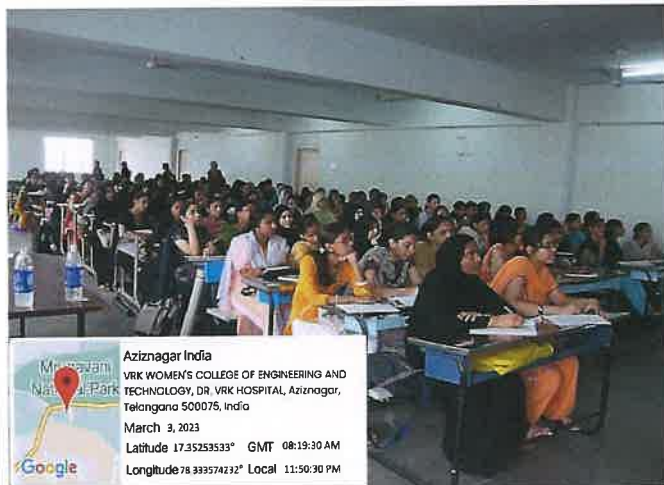 Aziznagar India
VRK WOMEN'S COLLEGE OF ENGINEERING AND
TECHNOLOGY, DR, VRK HOSPITAL, Aziznagar,
Telangana 500075, India
March 3, 2023
Latitude 17.35253533° GMT 08:19:30 AM
Longitude 78.333574232° Local 11:50:30 PM
National Park
Google